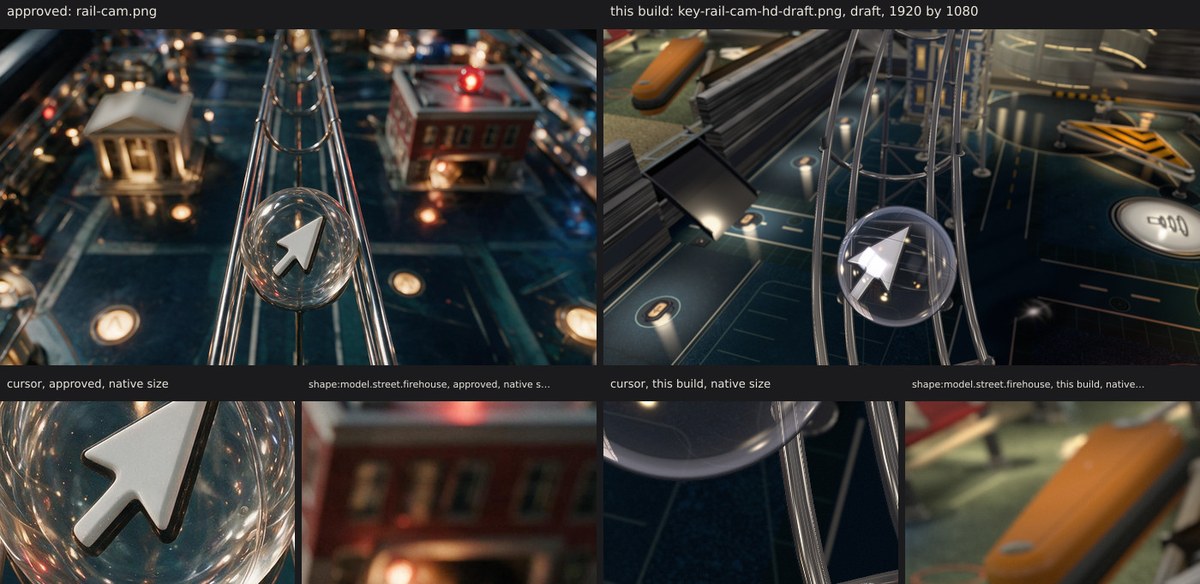 approved: rail-cam.png
this build: key-rail-cam-hd-draft.png, draft, 1920 by 1080
cursor, approved, native size
shape:model.street.firehouse, approved, native s...
cursor, this build, native size
shape:model.street.firehouse, this build, native...